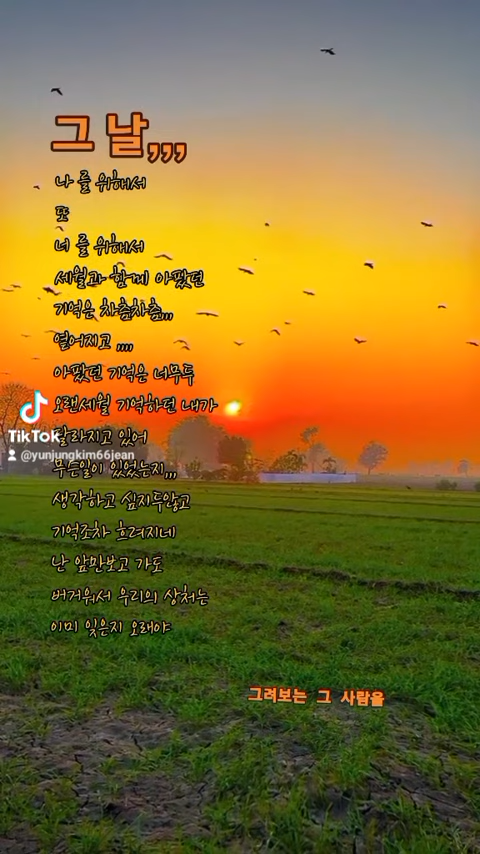 그 날,,,
나 를 위해서
또
너 를 위해서
세월과 함께 아팠던
기억은 차츰차츰,,,
옅어지고 ,,,,
아팠던 기억은 너무두
오랜세월 기억하던 내가
달라지고 있어
무슨일이 있었는지,,,
생각하고 싶지두않고
기억조차 흐려지네
난 앞만보고 가도
버거워서 우리의 상처는
이미 잊은지 오래야
그려보는 그 사람을
TikTok
@yunjungkim66jean